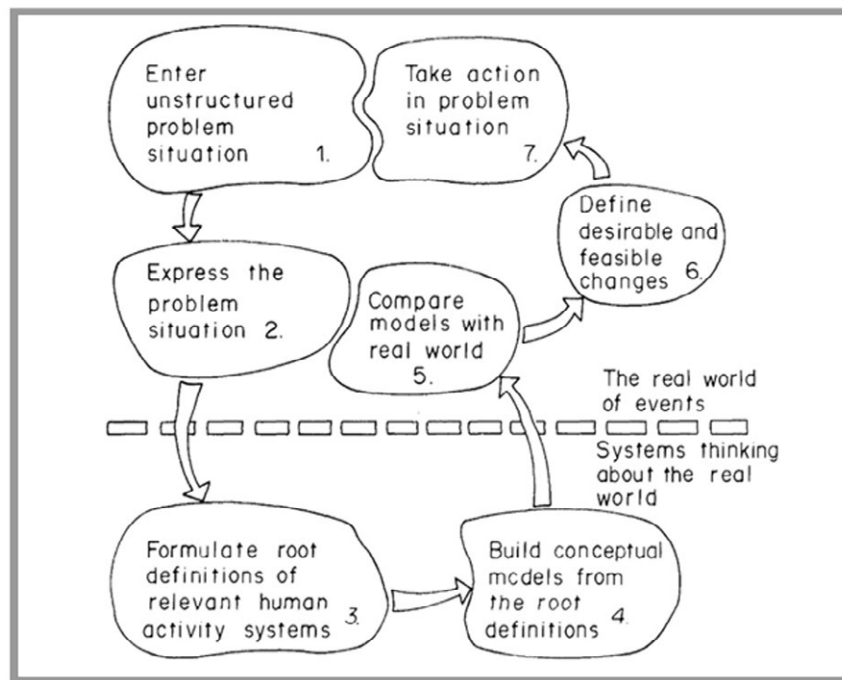 Enter
unstructured
problem
situation 1.
Take action
in problem
situation
7.
Express the
problem
situation 2.
Compare
models with
real world
5.
Define
desirable and
feasible
changes 6.
The real world
of events
Systems thinking
about the real
world
Formulate root
definitions of
relevant human
activity systems 3.
Build conceptual
models from
the root
definitions 4.